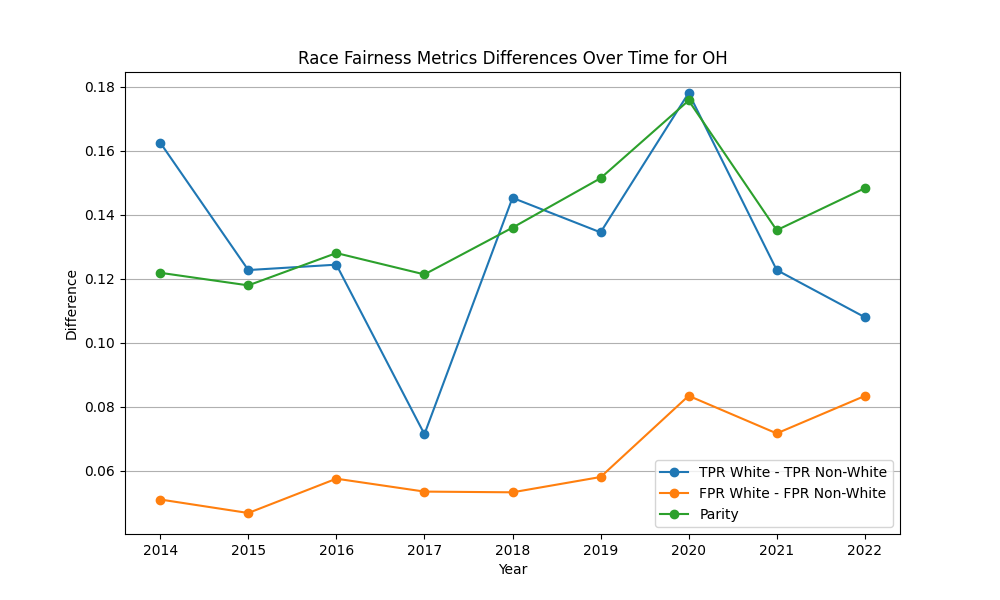 Race Fairness Metrics Differences Over Time for OH
Difference
0.18
0.16
0.14
0.12
0.10
0.08
0.06
TPR White - TPR Non-White
FPR White - FPR Non-White
Parity
2014 2015 2016 2017 2018 2019 2020 2021 2022
Year